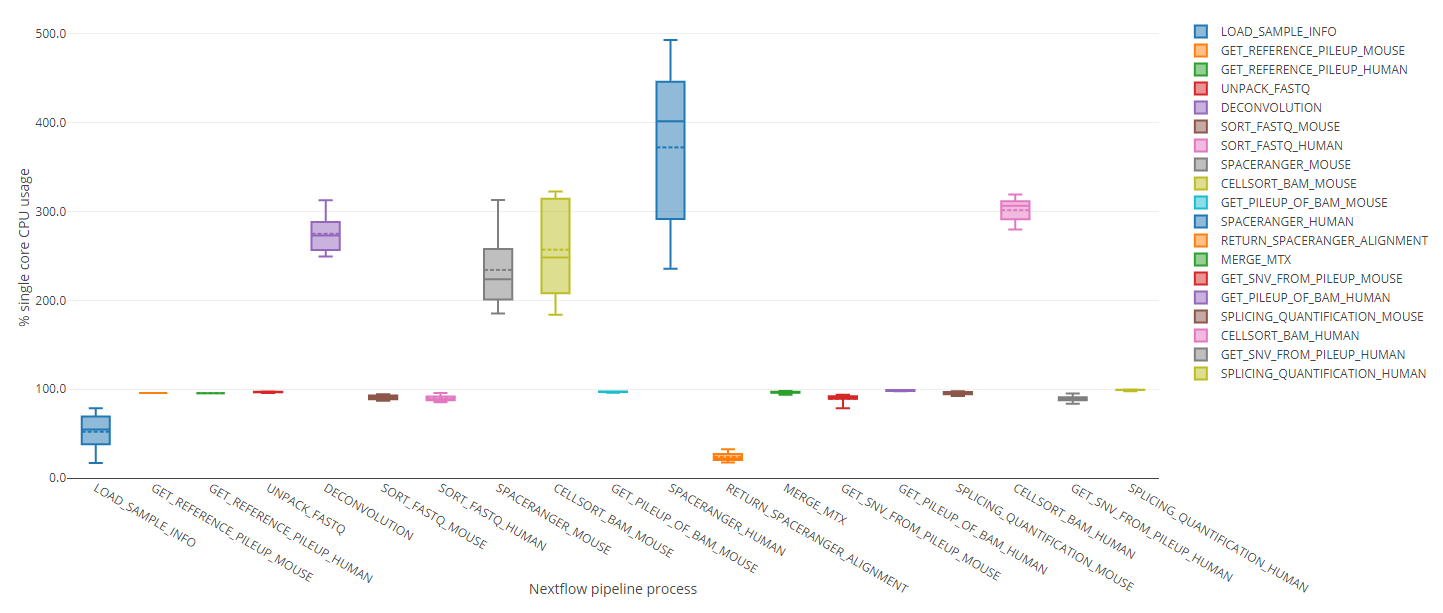 500.0
400.0
300.0
200.0
100.0
0.0
% single core CPU usage
LOAD_SAMPLE_INFO
GET_REFERENCE_PILEUP_MOUSE
GET_REFERENCE_PILEUP_HUMAN
UNPACK_FASTQ
DECONVOLUTION
SORT_FASTQ_MOUSE
SORT_FASTQ_HUMAN
SPACERANGER_MOUSE
CELLSORT_BAM_MOUSE
GET_PILEUP_OF_BAM_MOUSE
SPACERANGER_HUMAN
RETURN_SPACERANGER_ALIGNMENT
MERGE_MTX
GET_SNV_FROM_PILEUP_MOUSE
GET_PILEUP_OF_BAM_HUMAN
SPLICING_QUANTIFICATION_MOUSE
CELLSORT_BAM_HUMAN
GET_SNV_FROM_PILEUP_HUMAN
SPLICING_QUANTIFICATION_HUMAN
Nextflow pipeline process
LOAD_SAMPLE_INFO
GET_REFERENCE_PILEUP_MOUSE
GET_REFERENCE_PILEUP_HUMAN
UNPACK_FASTQ
DECONVOLUTION
SORT_FASTQ_MOUSE
SORT_FASTQ_HUMAN
SPACERANGER_MOUSE
CELLSORT_BAM_MOUSE
GET_PILEUP_OF_BAM_MOUSE
SPACERANGER_HUMAN
RETURN_SPACERANGER_ALIGNMENT
MERGE_MTX
GET_SNV_FROM_PILEUP_MOUSE
GET_PILEUP_OF_BAM_HUMAN
SPLICING_QUANTIFICATION_MOUSE
CELLSORT_BAM_HUMAN
GET_SNV_FROM_PILEUP_HUMAN
SPLICING_QUANTIFICATION_HUMAN